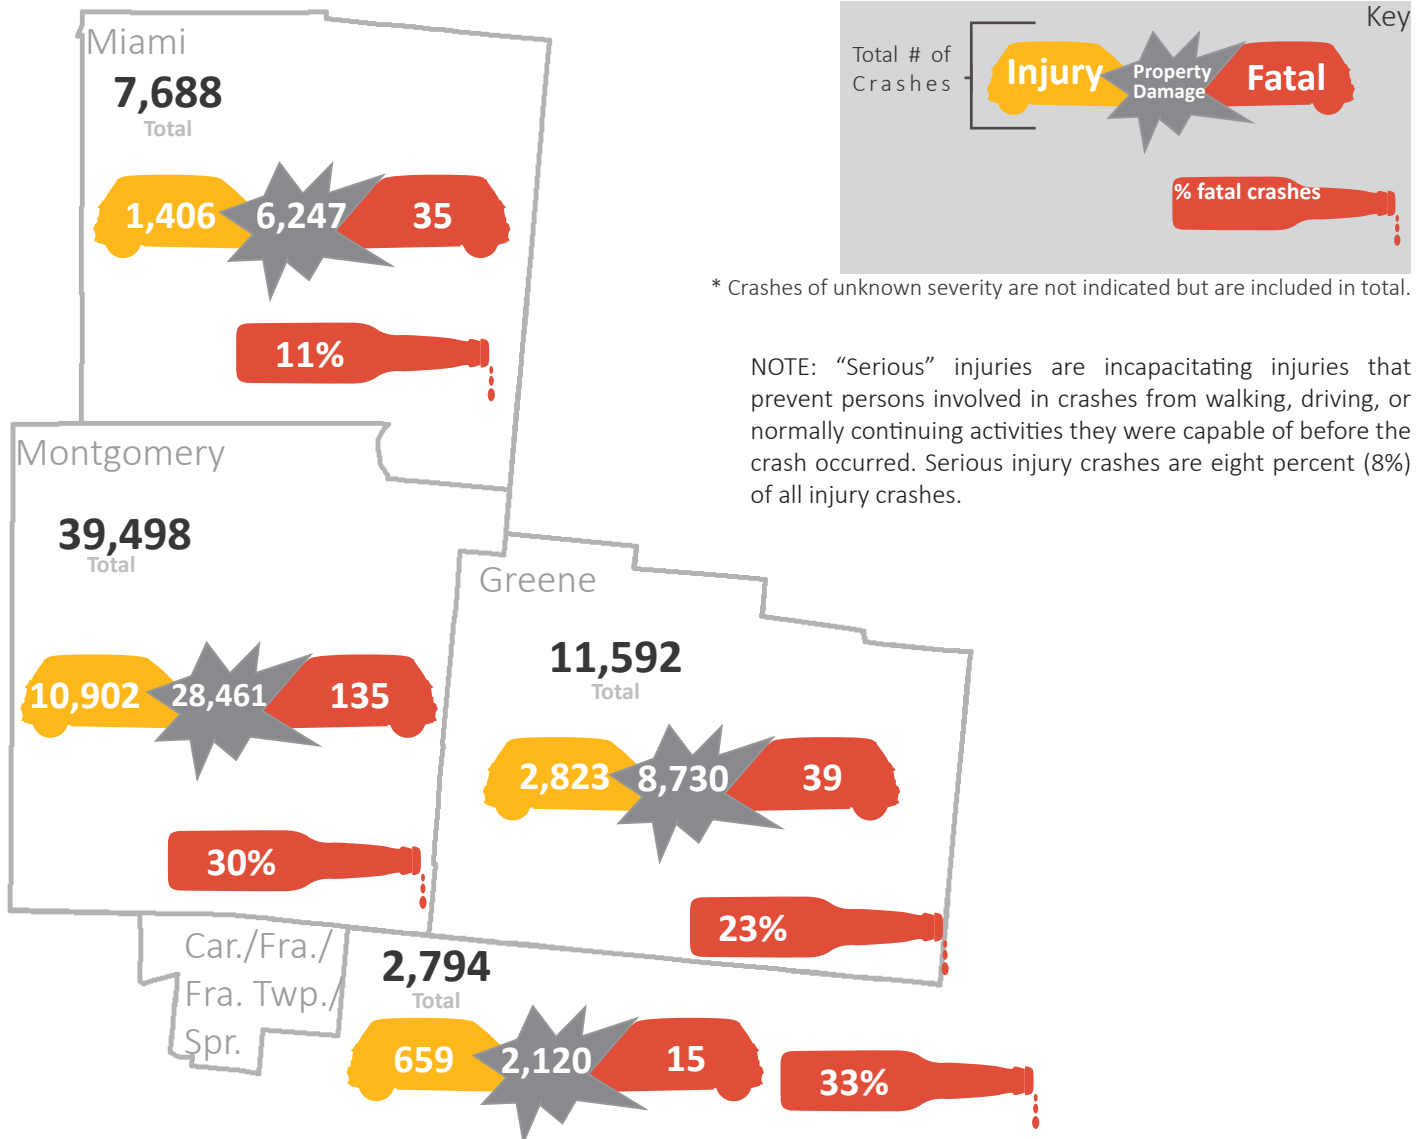 Miami
7,688
Total
1,406
6,247
35
11%
Key
Total # of
Crashes
Injury
Property
Damage
Fatal
% fatal crashes
* Crashes of unknown severity are not indicated but are included in total.
NOTE: “Serious” injuries are incapacitating injuries that
prevent persons involved in crashes from walking, driving, or
normally continuing activities they were capable of before the
crash occurred. Serious injury crashes are eight percent (8%)
of all injury crashes.
Montgomery
39,498
Total
10,902
28,461
135
30%
Greene
11,592
Total
2,823
8,730
39
23%
Car./Fra./
Fra. Twp./
Spr.
2,794
Total
659
2,120
15
33%